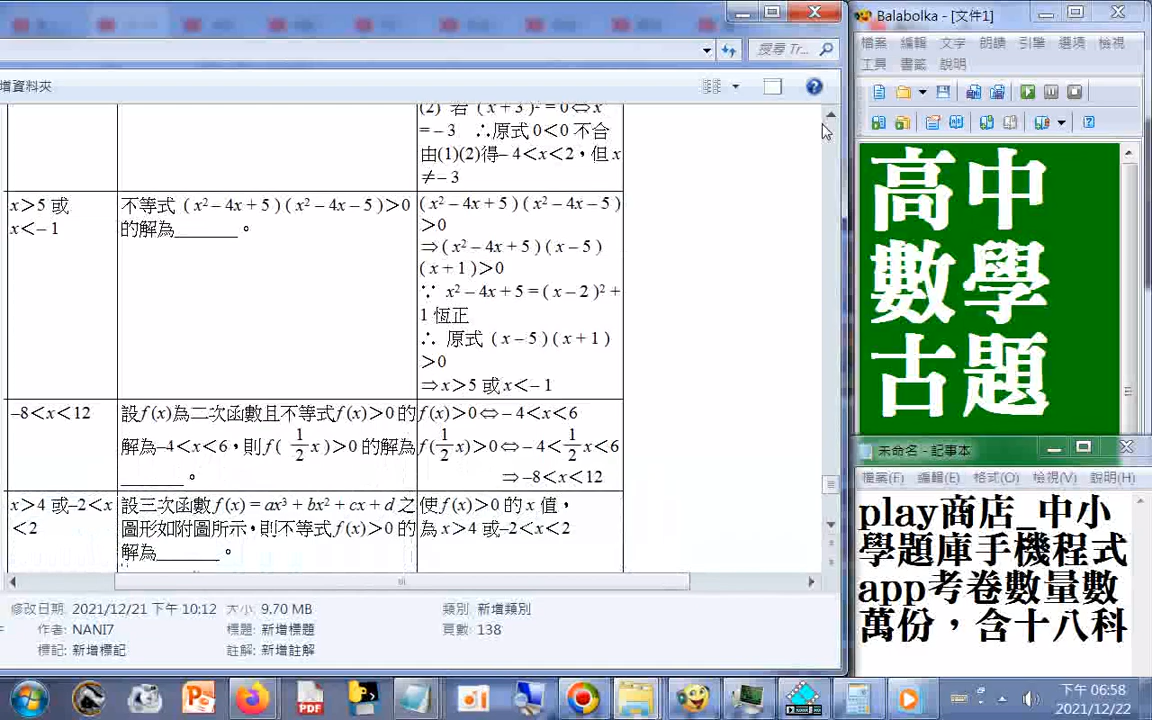 Balabolka - [文件1]
搜尋 Tr...
檔案 編輯 文字 朗讀 引擎 選項 檢視
工具 書籤 說明
增資料夾
(2) 若 ( x + 3 )² = 0⇔x
= – 3 ∴原式 0<0 不合
由(1)(2)得– 4<x<2，但 x
≠– 3
x>5 或
x<– 1
不等式 ( x² – 4x + 5 ) ( x² – 4x – 5 )>0
的解為______。
( x² – 4x + 5 ) ( x² – 4x – 5 )
>0
⇒( x² – 4x + 5 ) ( x – 5 )
( x + 1 )>0
∵ x² – 4x + 5 = ( x – 2 )² +
1 恆正
∴ 原式 ( x – 5 ) ( x + 1 )
>0
⇒x>5 或 x<– 1
–8<x<12
設 f (x) 為二次函數且不等式 f (x)>0 的
解為–4<x<6，則 f ( 1/2 x )>0 的解為
______。
f (x)>0⇔– 4<x<6
f (1/2 x)>0⇔– 4<1/2 x<6
⇒–8<x<12
x>4 或–2<x
<2
設三次函數 f (x) = ax³ + bx² + cx + d 之
圖形如附圖所示，則不等式 f (x)>0 的
解為______。
使 f (x)>0 的 x 值，
為 x>4 或–2<x<2
修改日期: 2021/12/21 下午 10:12 大小: 9.70 MB 類別: 新增類別
作者: NANI7 標題: 新增標題 頁數: 138
標記: 新增標記 註解: 新增註解
高中
數學
古題
未命名 - 記事本
檔案(F) 編輯(E) 格式(O) 檢視(V) 說明(H)
play商店_中小
學題庫手機程式
app考卷數量數
萬份，含十八科
下午 06:58
2021/12/22